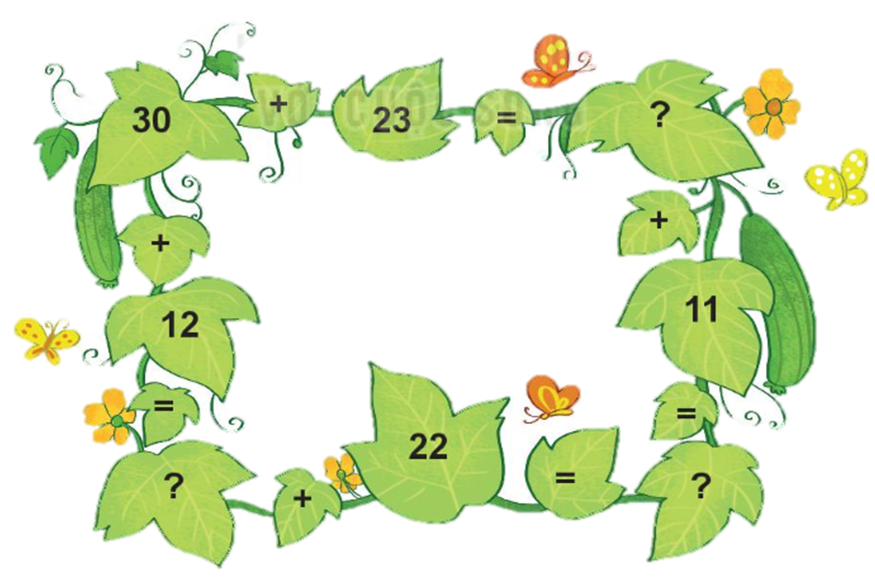 30 + 23 = ?
+ +
12 11
= =
? + 22 = ?